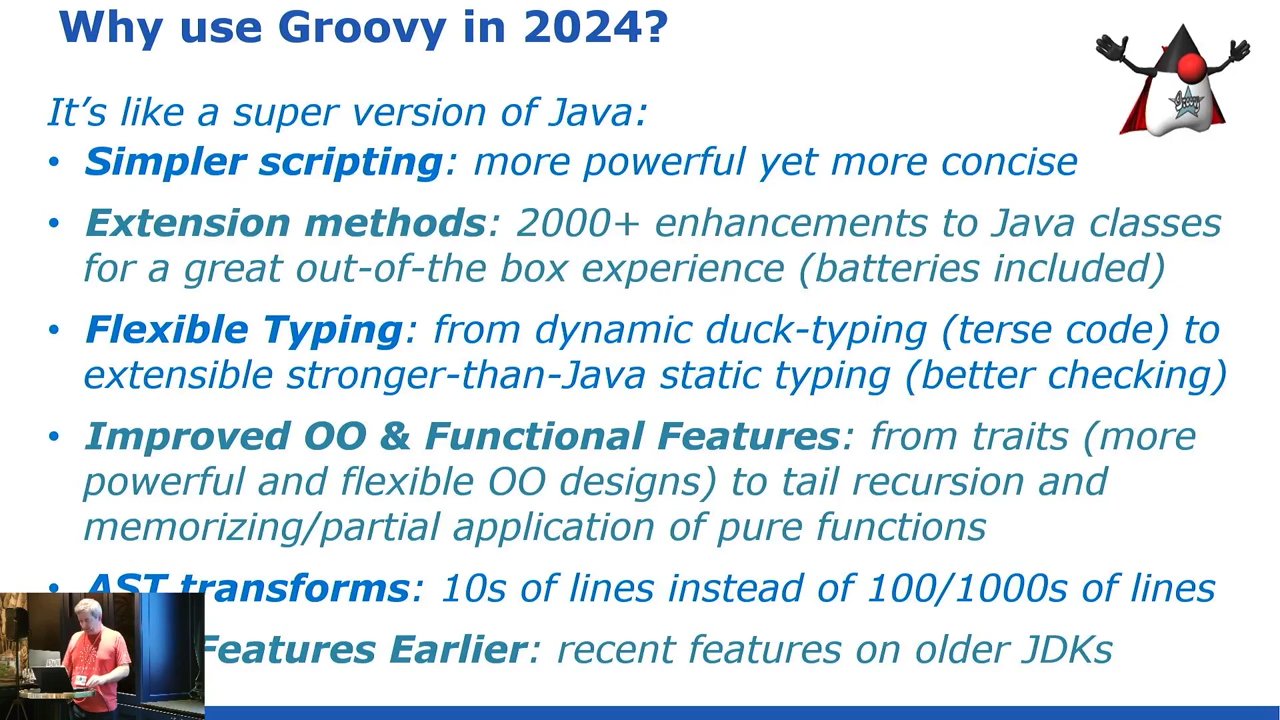 Why use Groovy in 2024?
It’s like a super version of Java:
• Simpler scripting: more powerful yet more concise
• Extension methods: 2000+ enhancements to Java classes
for a great out-of-the box experience (batteries included)
• Flexible Typing: from dynamic duck-typing (terse code) to
extensible stronger-than-Java static typing (better checking)
• Improved OO & Functional Features: from traits (more
powerful and flexible OO designs) to tail recursion and
memorizing/partial application of pure functions
• AST transforms: 10s of lines instead of 100/1000s of lines
Features Earlier: recent features on older JDKs
Groovy